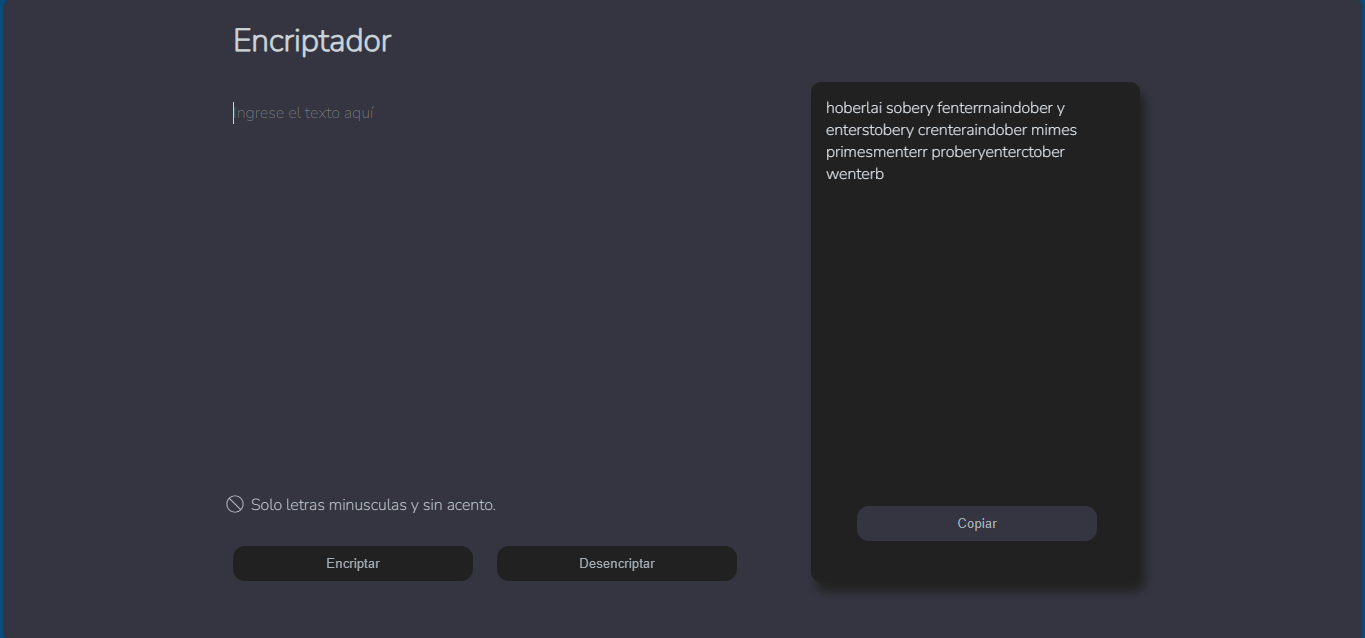 Encriptador
Ingrese el texto aquí
hoberlai sobery fenterrnaindober y
enterstobery crenteraindober mimes
primesmenterr proberyenterctober
wenterb
Solo letras minusculas y sin acento.
Encriptar
Desencriptar
Copiar